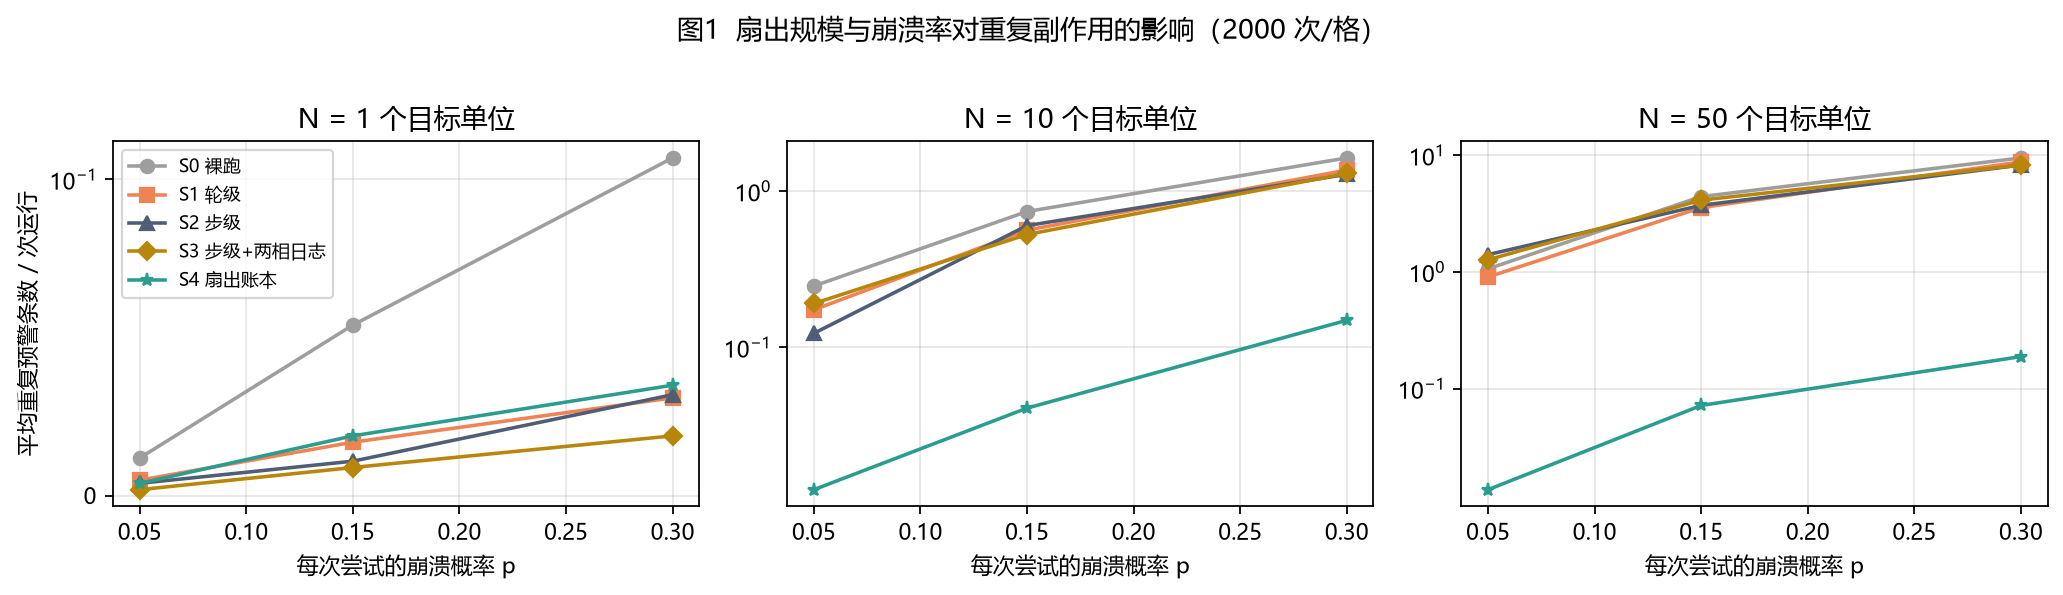 图1 扇出规模与崩溃率对重复副作用的影响（2000 次/格）
N = 1 个目标单位
平均重复预警条数 / 次运行
10⁻¹
0
S0 裸跑
S1 轮级
S2 步级
S3 步级+两相日志
S4 扇出账本
0.05 0.10 0.15 0.20 0.25 0.30
每次尝试的崩溃概率 p
N = 10 个目标单位
10⁰
10⁻¹
0.05 0.10 0.15 0.20 0.25 0.30
每次尝试的崩溃概率 p
N = 50 个目标单位
10¹
10⁰
10⁻¹
0.05 0.10 0.15 0.20 0.25 0.30
每次尝试的崩溃概率 p